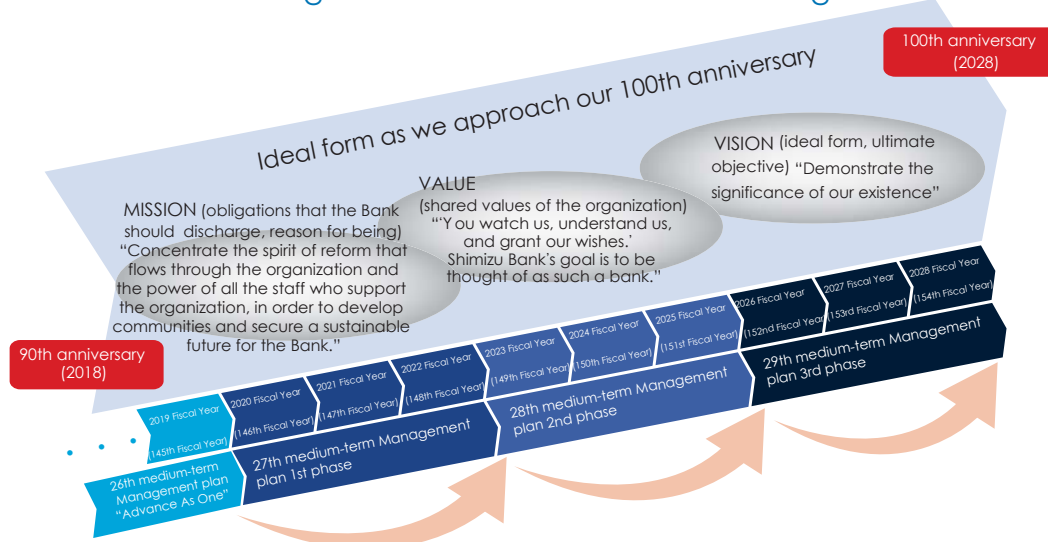 100th anniversary
(2028)
Ideal form as we approach our 100th anniversary
VISION (ideal form, ultimate
objective) “Demonstrate the
significance of our existence”
VALUE
(shared values of the organization)
“‘You watch us, understand us,
and grant our wishes.’
Shimizu Bank’s goal is to be
thought of as such a bank.”
MISSION (obligations that the Bank
should discharge, reason for being)
“Concentrate the spirit of reform that
flows through the organization and
the power of all the staff who support
the organization, in order to develop
communities and secure a sustainable
future for the Bank.”
90th anniversary
(2018)
2019 Fiscal Year
(145th Fiscal Year)
2020 Fiscal Year
(146th Fiscal Year)
2021 Fiscal Year
(147th Fiscal Year)
2022 Fiscal Year
(148th Fiscal Year)
2023 Fiscal Year
(149th Fiscal Year)
2024 Fiscal Year
(150th Fiscal Year)
2025 Fiscal Year
(151st Fiscal Year)
2026 Fiscal Year
(152nd Fiscal Year)
2027 Fiscal Year
(153rd Fiscal Year)
2028 Fiscal Year
(154th Fiscal Year)
26th medium-term
Management plan
“Advance As One”
27th medium-term Management
plan 1st phase
28th medium-term Management
plan 2nd phase
29th medium-term Management
plan 3rd phase